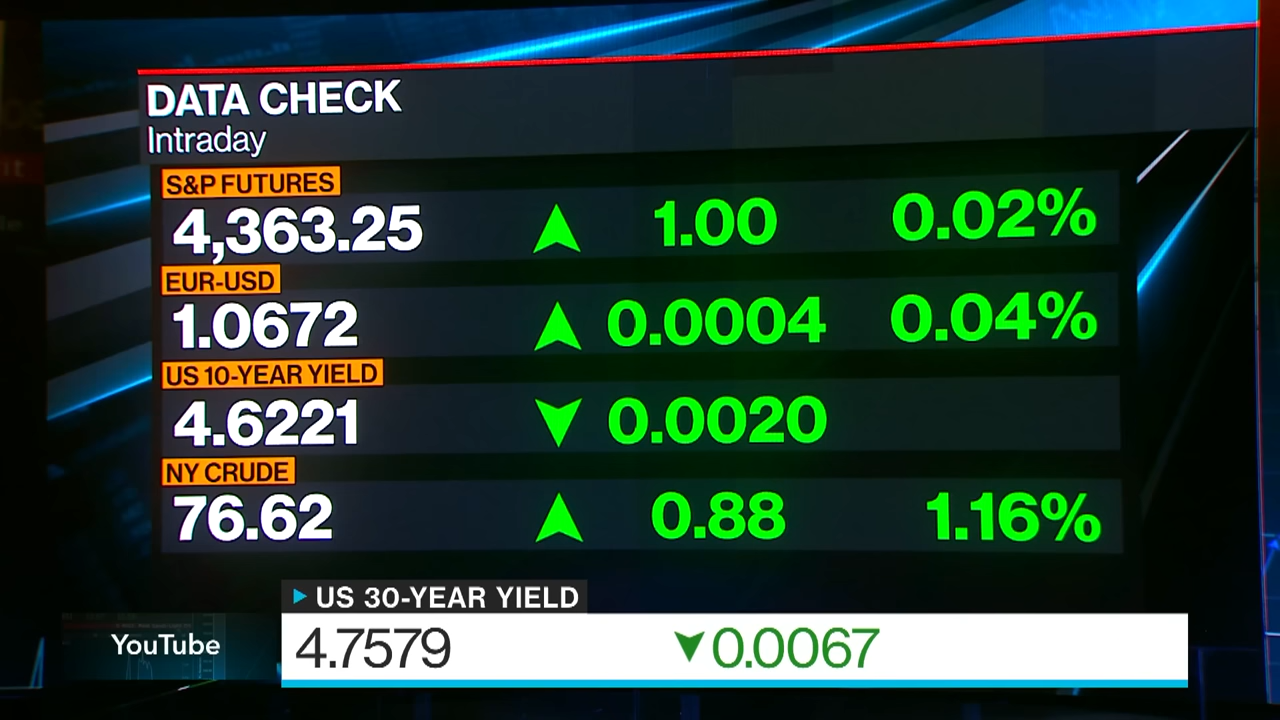 DATA CHECK
Intraday
S&P FUTURES
4,363.25 ▲ 1.00 0.02%
EUR-USD
1.0672 ▲ 0.0004 0.04%
US 10-YEAR YIELD
4.6221 ▼ 0.0020
NY CRUDE
76.62 ▲ 0.88 1.16%
US 30-YEAR YIELD
YouTube 4.7579 ▼0.0067